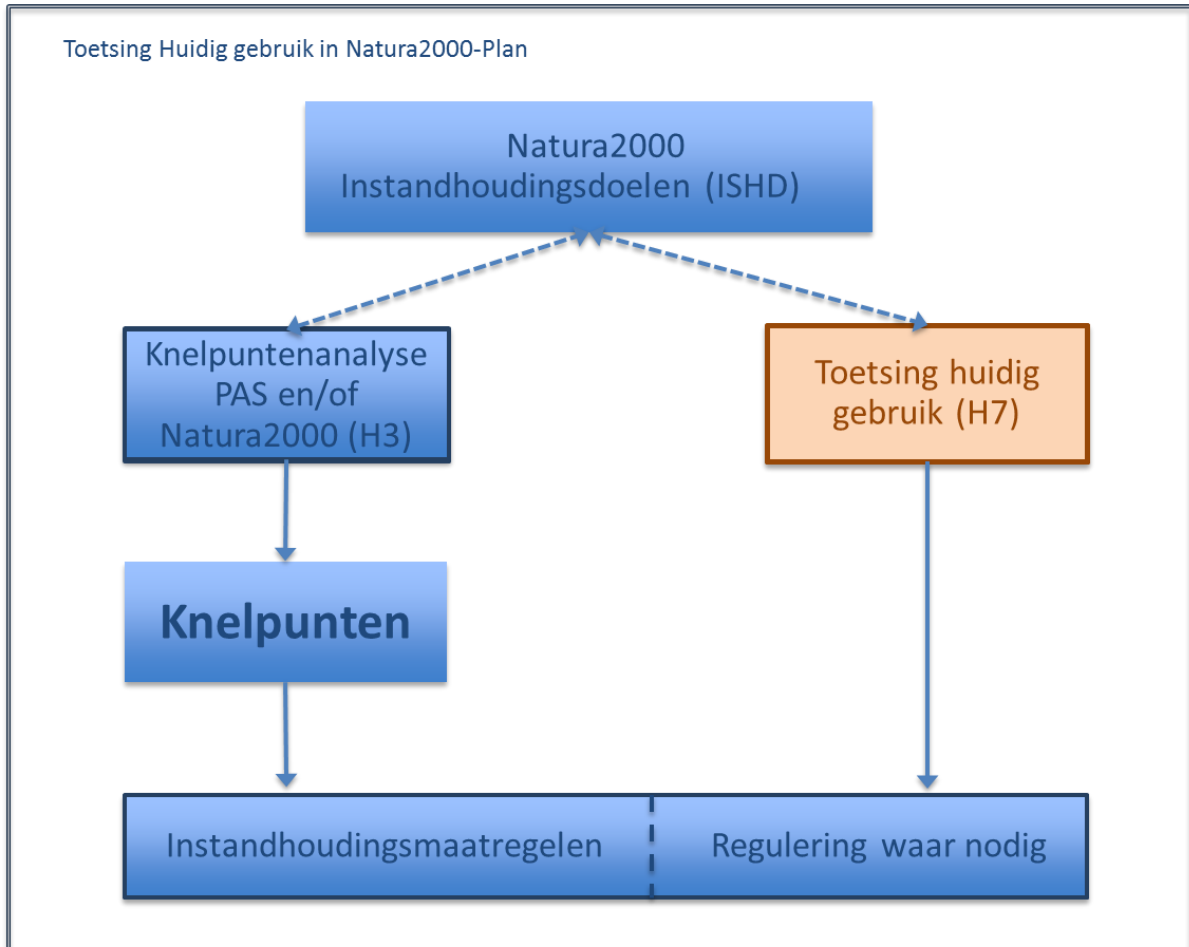 Toetsing Huidig gebruik in Natura2000-Plan
Natura2000
Instandhoudingsdoelen (ISHD)
Knelpuntenanalyse
PAS en/of
Natura2000 (H3)
Toetsing huidig
gebruik (H7)
Knelpunten
Instandhoudingsmaatregelen
Regulering waar nodig